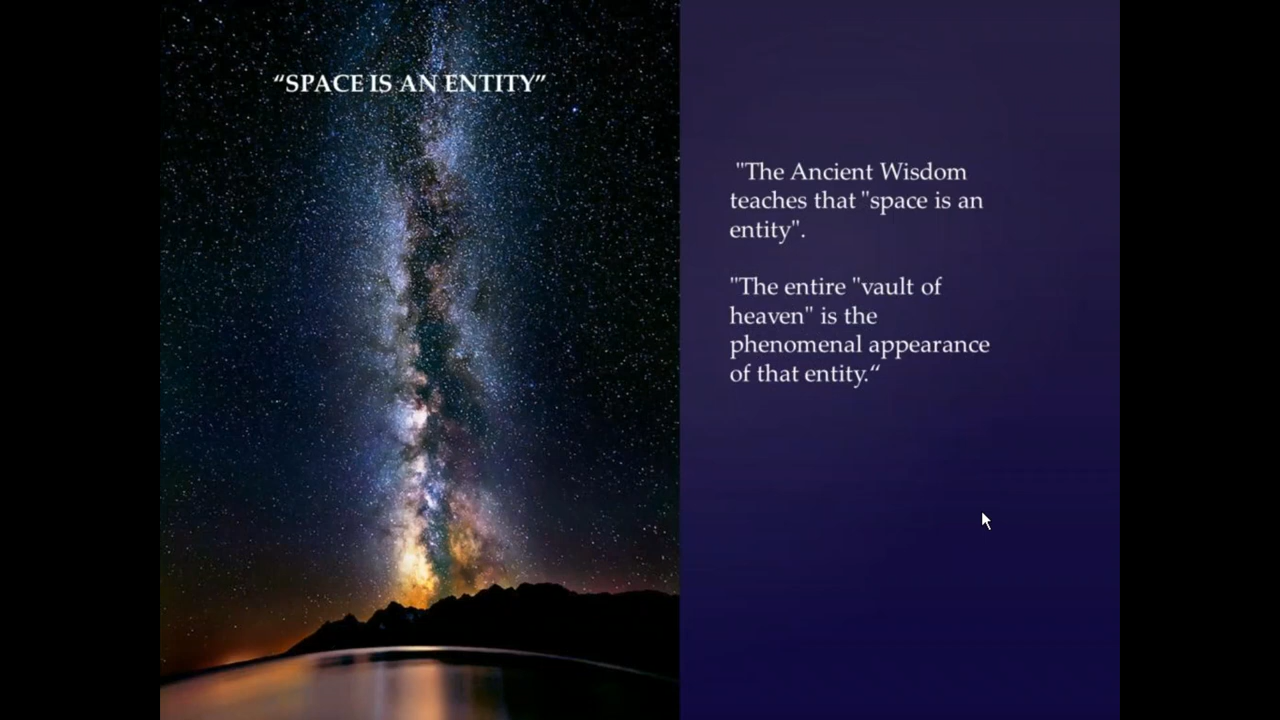 “SPACE IS AN ENTITY”
"The Ancient Wisdom
teaches that "space is an
entity".
"The entire "vault of
heaven" is the
phenomenal appearance
of that entity.“